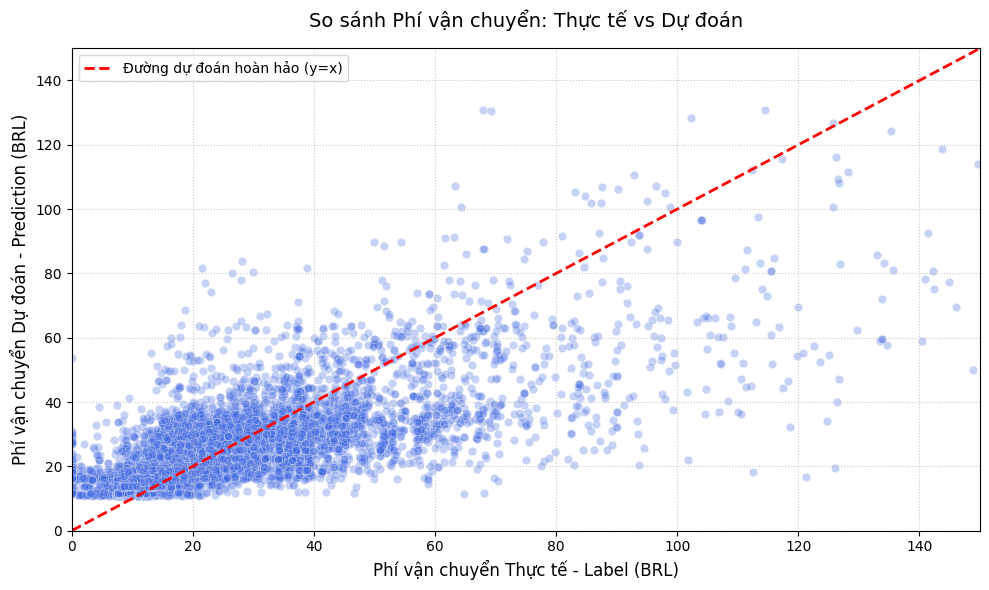 So sánh Phí vận chuyển: Thực tế vs Dự đoán
Đường dự đoán hoàn hảo (y=x)
Phí vận chuyển Dự đoán - Prediction (BRL)
140
120
100
80
60
40
20
0
0 20 40 60 80 100 120 140
Phí vận chuyển Thực tế - Label (BRL)